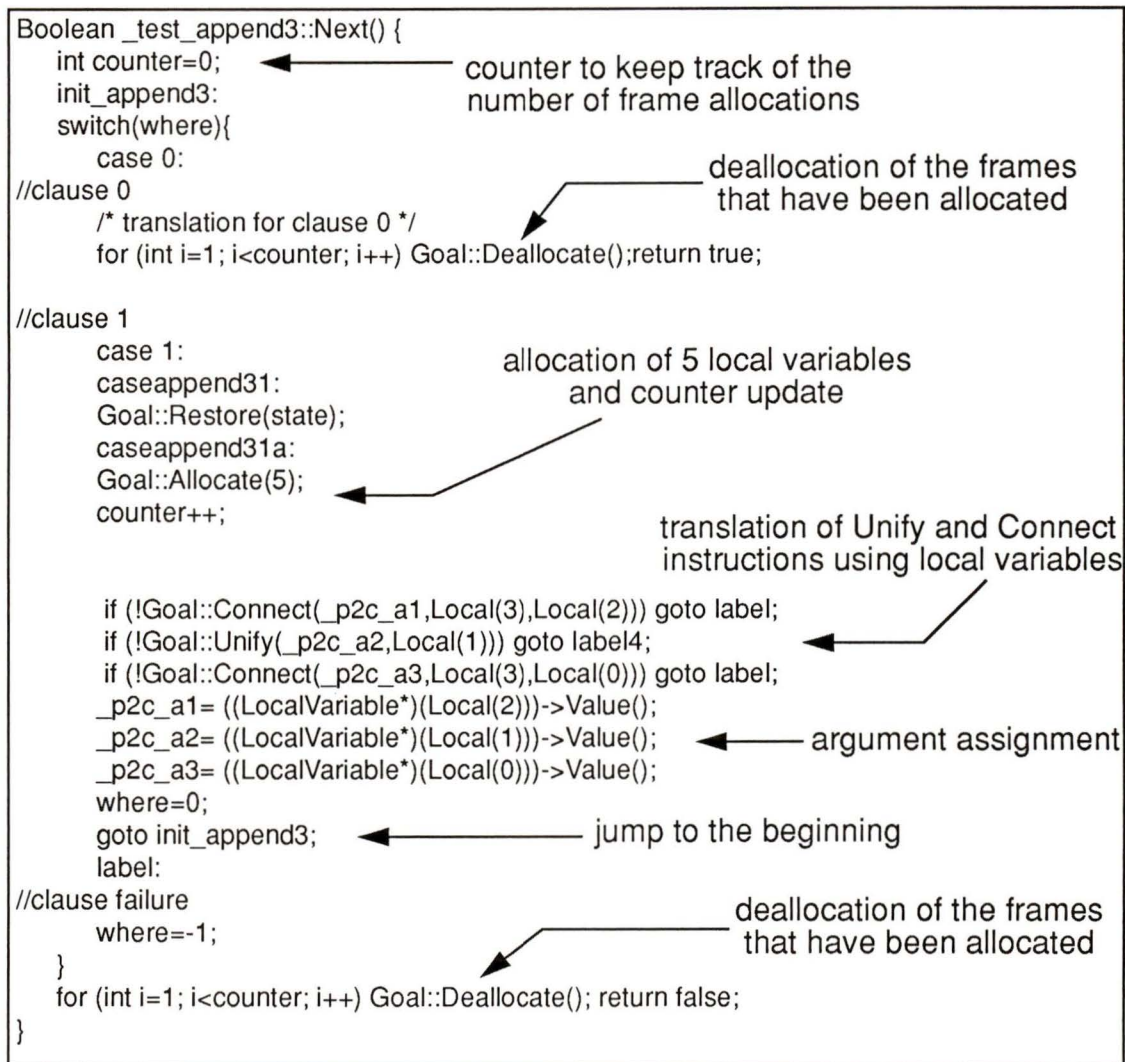 Boolean _test_append3::Next() {
int counter=0;
counter to keep track of the
number of frame allocations
init_append3:
switch(where){
case 0:
deallocation of the frames
that have been allocated
//clause 0
/* translation for clause 0 */
for (int i=1; i<counter; i++) Goal::Deallocate();return true;
//clause 1
case 1:
caseappend31:
allocation of 5 local variables
and counter update
Goal::Restore(state);
caseappend31a:
Goal::Allocate(5);
counter++;
translation of Unify and Connect
instructions using local variables
if (!Goal::Connect(_p2c_a1,Local(3),Local(2))) goto label;
if (!Goal::Unify(_p2c_a2,Local(1))) goto label4;
if (!Goal::Connect(_p2c_a3,Local(3),Local(0))) goto label;
_p2c_a1= ((LocalVariable*)(Local(2)))->Value();
_p2c_a2= ((LocalVariable*)(Local(1)))->Value();
argument assignment
_p2c_a3= ((LocalVariable*)(Local(0)))->Value();
where=0;
goto init_append3;
jump to the beginning
label:
//clause failure
where=-1;
deallocation of the frames
that have been allocated
}
for (int i=1; i<counter; i++) Goal::Deallocate(); return false;
}